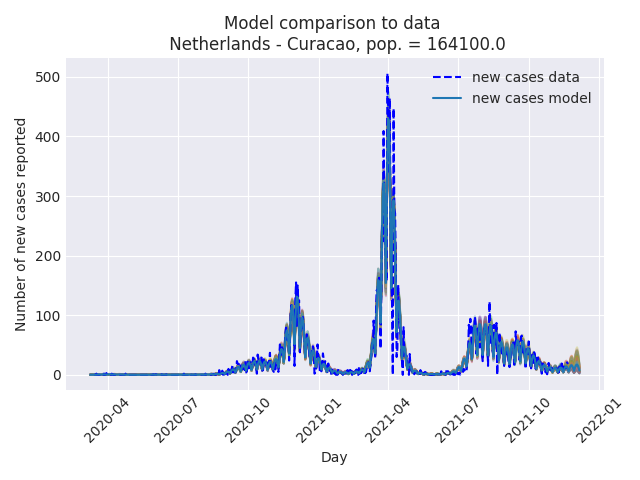 Model comparison to data
Netherlands - Curacao, pop. = 164100.0
new cases data
new cases model
Number of new cases reported
500
400
300
200
100
0
2020-04
2020-07
2020-10
2021-01
2021-04
2021-07
2021-10
2022-01
Day